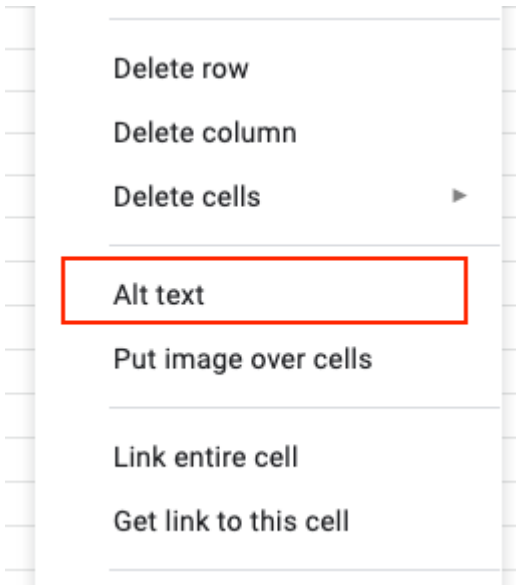 Delete row
Delete column
Delete cells
Alt text
Put image over cells
Link entire cell
Get link to this cell